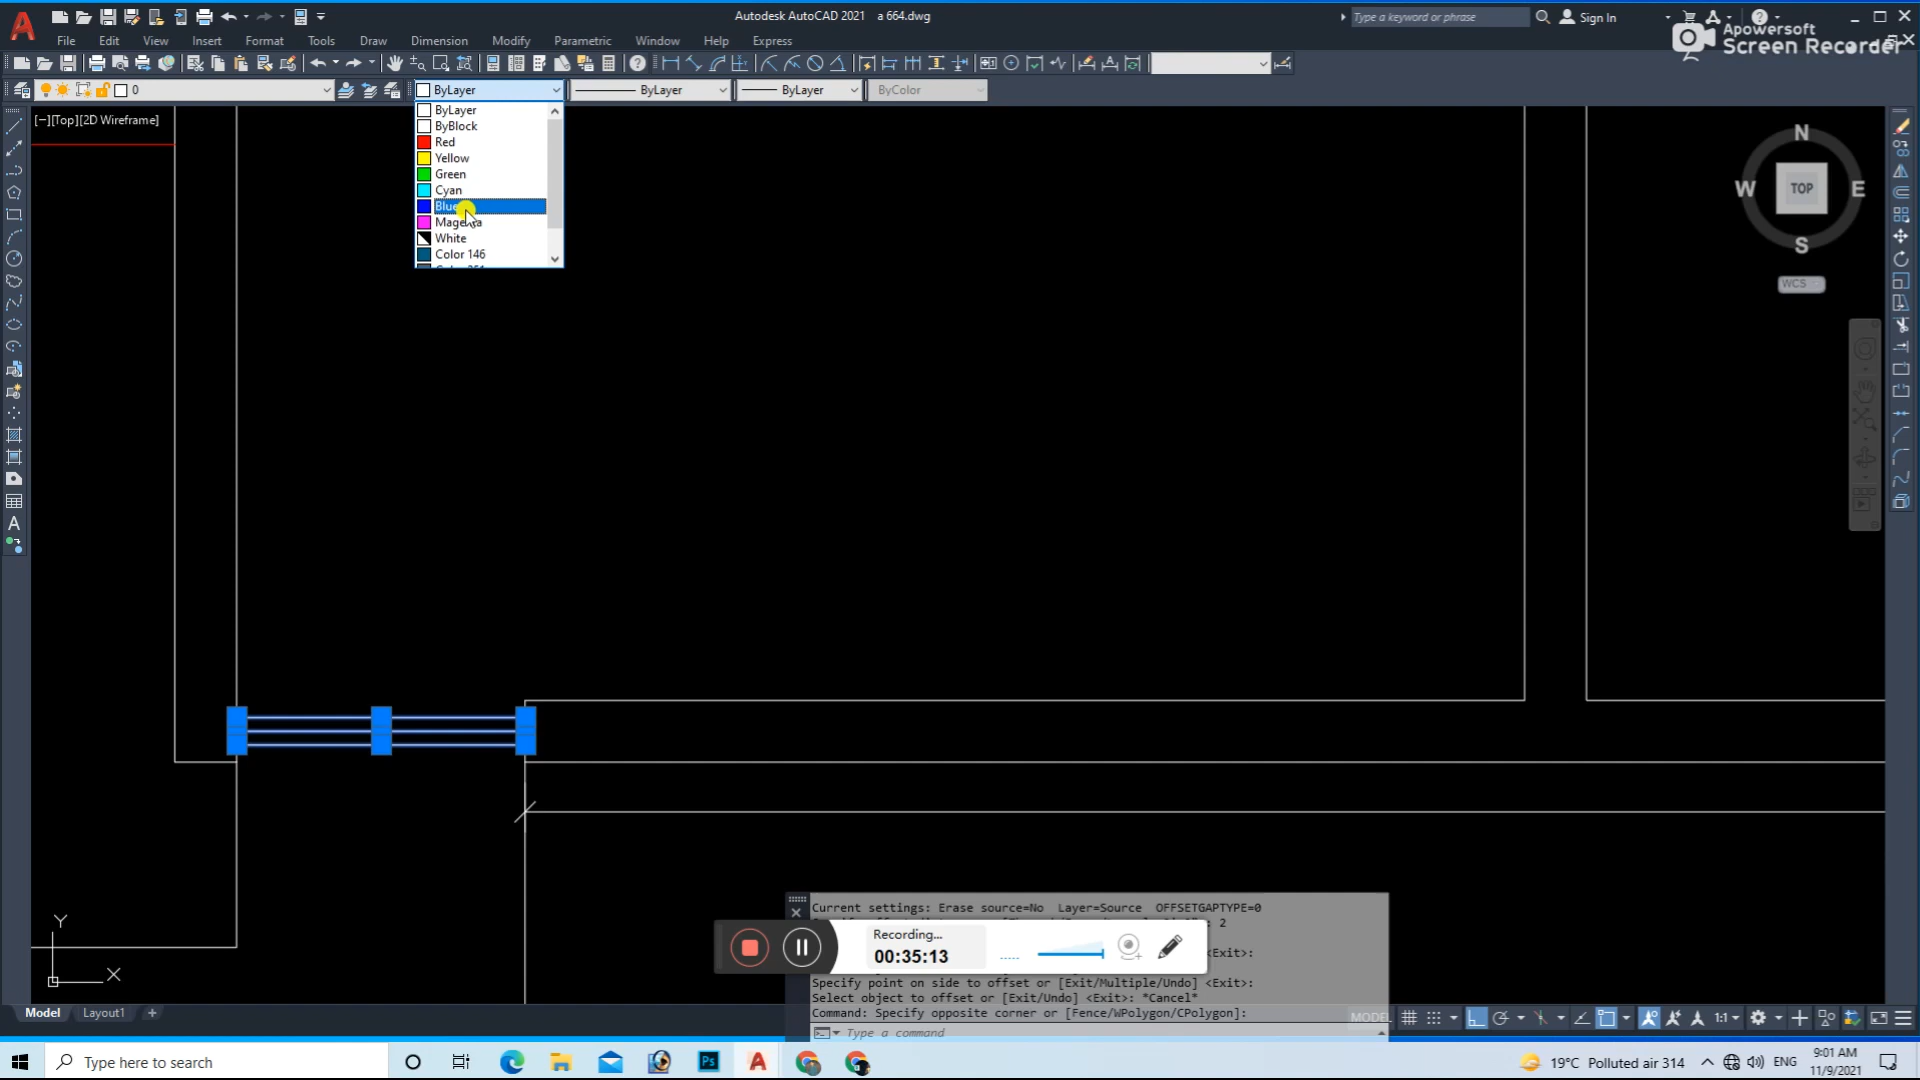 Autodesk AutoCAD 2021 a 664.dwg
Type a keyword or phrase
Sign In
File Edit View Insert Format Tools Draw Dimension Modify Parametric Window Help Express
Apowersoft
Screen Recorder
0
ByLayer
ByLayer
ByLayer
ByColor
[−][Top][2D Wireframe]
ByLayer
ByBlock
Red
Yellow
Green
Cyan
Blue
Magenta
White
Color 146
N
W TOP E
S
WCS
Current settings: Erase source=No Layer=Source OFFSETGAPTYPE=0
: 2
Recording...
00:35:13
<Exit>:
Specify point on side to offset or [Exit/Multiple/Undo] <Exit>:
Select object to offset or [Exit/Undo] <Exit>: *Cancel*
Command: Specify opposite corner or [Fence/WPolygon/CPolygon]:
Type a command
Y
X
Model Layout1 +
MODEL
1:1
Type here to search
Ps
19°C Polluted air 314
ENG
9:01 AM
11/9/2021